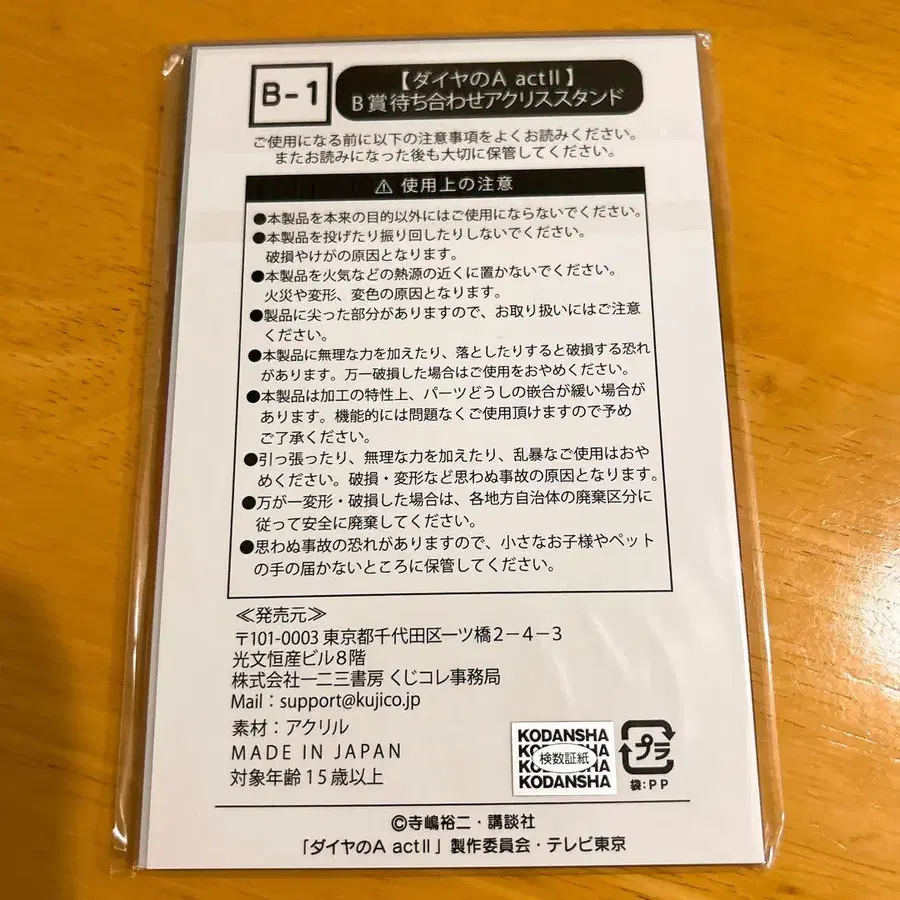 B-1
【ダイヤのA actII】
B賞待ち合わせアクリススタンド
ご使用になる前に以下の注意事項をよくお読みください。
またお読みになった後も大切に保管してください。
⚠ 使用上の注意
●本製品を本来の目的以外にはご使用にならないでください。
●本製品を投げたり振り回したりしないでください。
破損やけがの原因となります。
●本製品を火気などの熱源の近くに置かないでください。
火災や変形、変色の原因となります。
●製品に尖った部分がありますので、お取り扱いにはご注意
ください。
●本製品に無理な力を加えたり、落としたりすると破損する恐れ
があります。万一破損した場合はご使用をおやめください。
●本製品は加工の特性上、パーツどうしの嵌合が緩い場合が
あります。機能的には問題なくご使用頂けますので予め
ご了承ください。
●引っ張ったり、無理な力を加えたり、乱暴なご使用はおや
めください。破損・変形など思わぬ事故の原因となります。
●万が一変形・破損した場合は、各地方自治体の廃棄区分に
従って安全に廃棄してください。
●思わぬ事故の恐れがありますので、小さなお子様やペット
の手の届かないところに保管してください。
≪発売元≫
〒101-0003 東京都千代田区一ツ橋2-4-3
光文恒産ビル8階
株式会社一二三書房 くじコレ事務局
Mail：support@kujico.jp
素材：アクリル
MADE IN JAPAN
対象年齢15歳以上
KODANSHA
KODANSHA
検数証紙
KODANSHA
KODANSHA
プラ
袋:PP
©寺嶋裕二・講談社
「ダイヤのA actII」製作委員会・テレビ東京